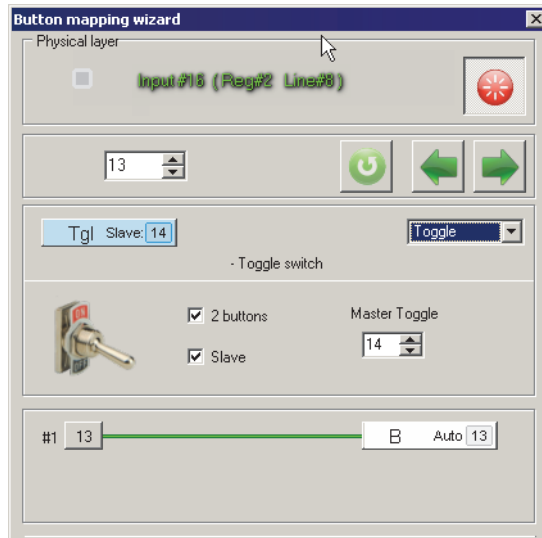 Button mapping wizard
Physical layer
Input#16 (Reg#2 Line#8)
13
Tgl Slave: 14
Toggle
- Toggle switch
2 buttons
Master Toggle
14
Slave
#1 13
B Auto 13